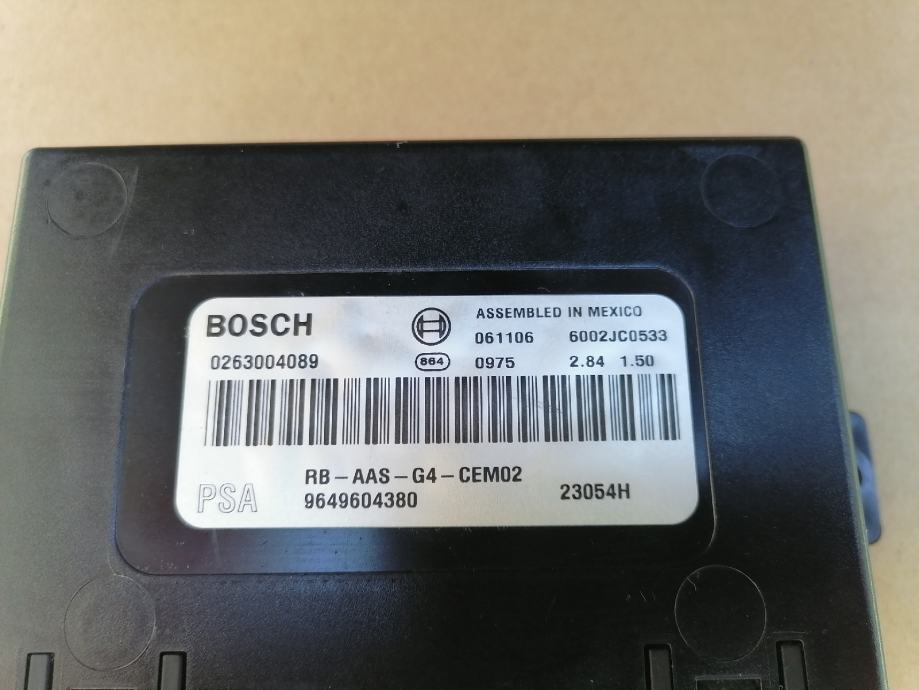 BOSCH
ASSEMBLED IN MEXICO
061106 6002JC0533
0263004089 864 0975 2.84 1.50
RB-AAS-G4-CEM02
PSA 9649604380 23054H